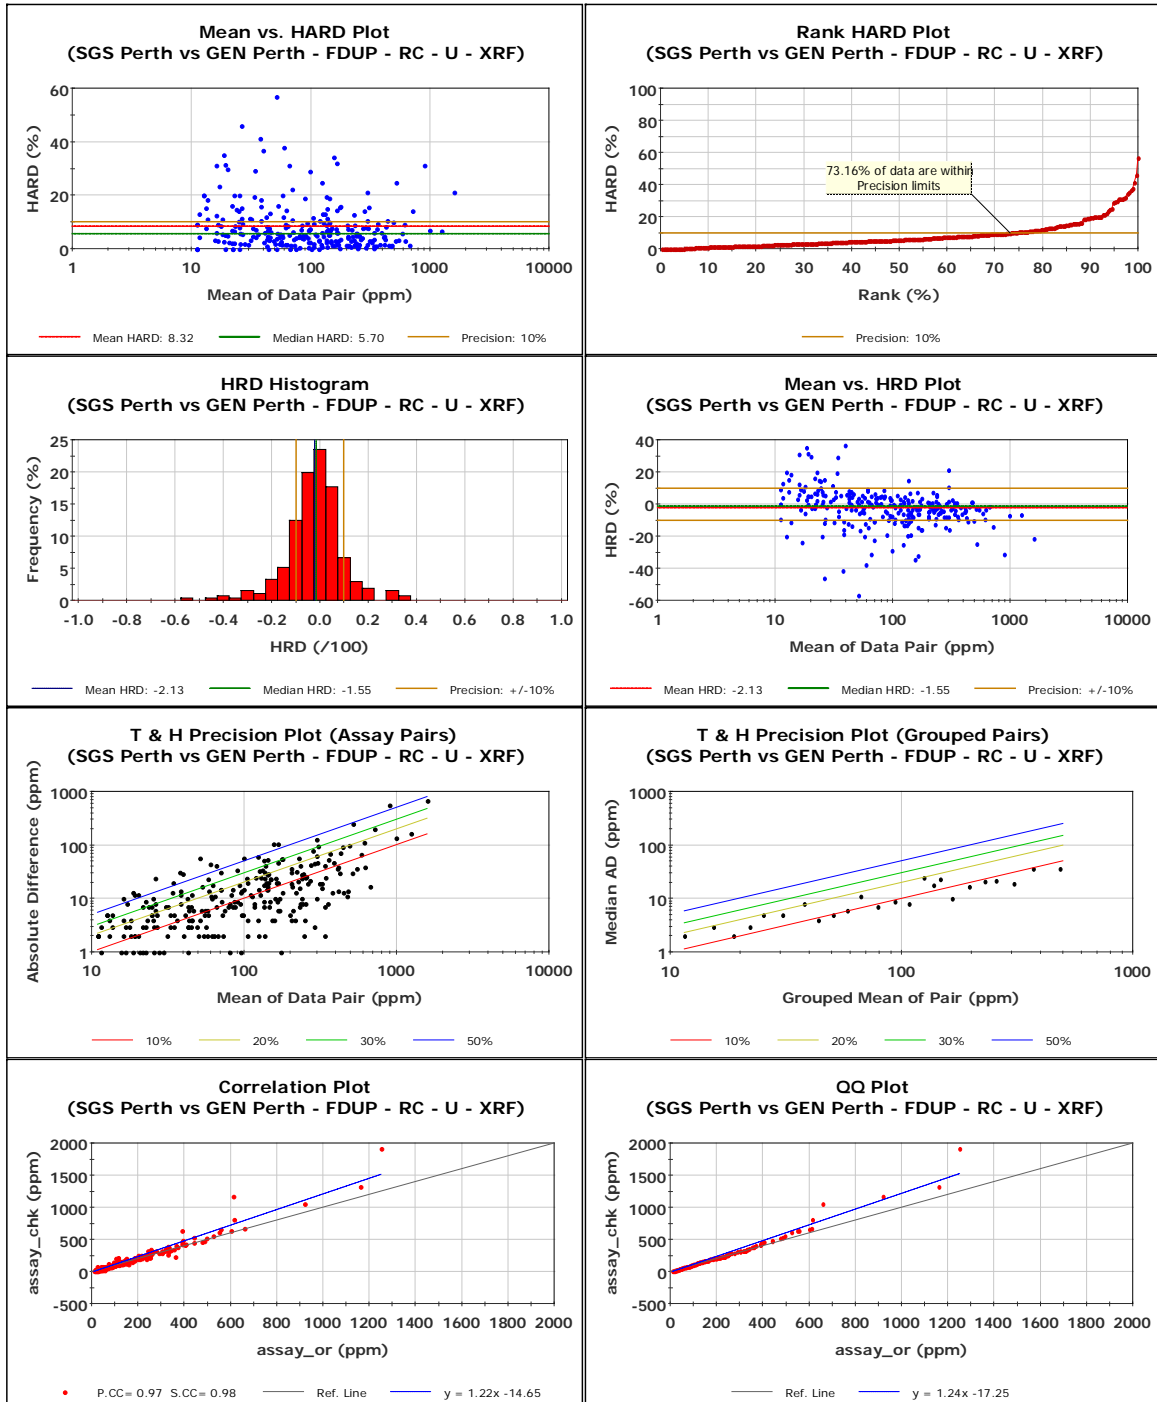 Mean vs. HARD Plot
(SGS Perth vs GEN Perth - FDUP - RC - U - XRF)
HARD (%)
60
40
20
0
1
10
100
1000
10000
Mean of Data Pair (ppm)
Mean HARD: 8.32
Median HARD: 5.70
Precision: 10%
Rank HARD Plot
(SGS Perth vs GEN Perth - FDUP - RC - U - XRF)
HARD (%)
100
80
60
40
20
0
73.16% of data are within
Precision limits
0
10
20
30
40
50
60
70
80
90
100
Rank (%)
Precision: 10%
HRD Histogram
(SGS Perth vs GEN Perth - FDUP - RC - U - XRF)
Frequency (%)
25
20
15
10
5
0
-1.0
-0.8
-0.6
-0.4
-0.2
0.0
0.2
0.4
0.6
0.8
1.0
HRD (/100)
Mean HRD: -2.13
Median HRD: -1.55
Precision: +/-10%
Mean vs. HRD Plot
(SGS Perth vs GEN Perth - FDUP - RC - U - XRF)
HRD (%)
40
20
0
-20
-40
-60
1
10
100
1000
10000
Mean of Data Pair (ppm)
Mean HRD: -2.13
Median HRD: -1.55
Precision: +/-10%
T & H Precision Plot (Assay Pairs)
(SGS Perth vs GEN Perth - FDUP - RC - U - XRF)
Absolute Difference (ppm)
1000
100
10
1
10
100
1000
10000
Mean of Data Pair (ppm)
10%
20%
30%
50%
T & H Precision Plot (Grouped Pairs)
(SGS Perth vs GEN Perth - FDUP - RC - U - XRF)
Median AD (ppm)
1000
100
10
1
10
100
1000
Grouped Mean of Pair (ppm)
10%
20%
30%
50%
Correlation Plot
(SGS Perth vs GEN Perth - FDUP - RC - U - XRF)
assay_chk (ppm)
2000
1500
1000
500
0
-500
0
200
400
600
800
1000
1200
1400
1600
1800
2000
assay_or (ppm)
P.CC= 0.97 S.CC= 0.98
Ref. Line
y = 1.22x -14.65
QQ Plot
(SGS Perth vs GEN Perth - FDUP - RC - U - XRF)
assay_chk (ppm)
2000
1500
1000
500
0
-500
0
200
400
600
800
1000
1200
1400
1600
1800
2000
assay_or (ppm)
Ref. Line
y = 1.24x -17.25